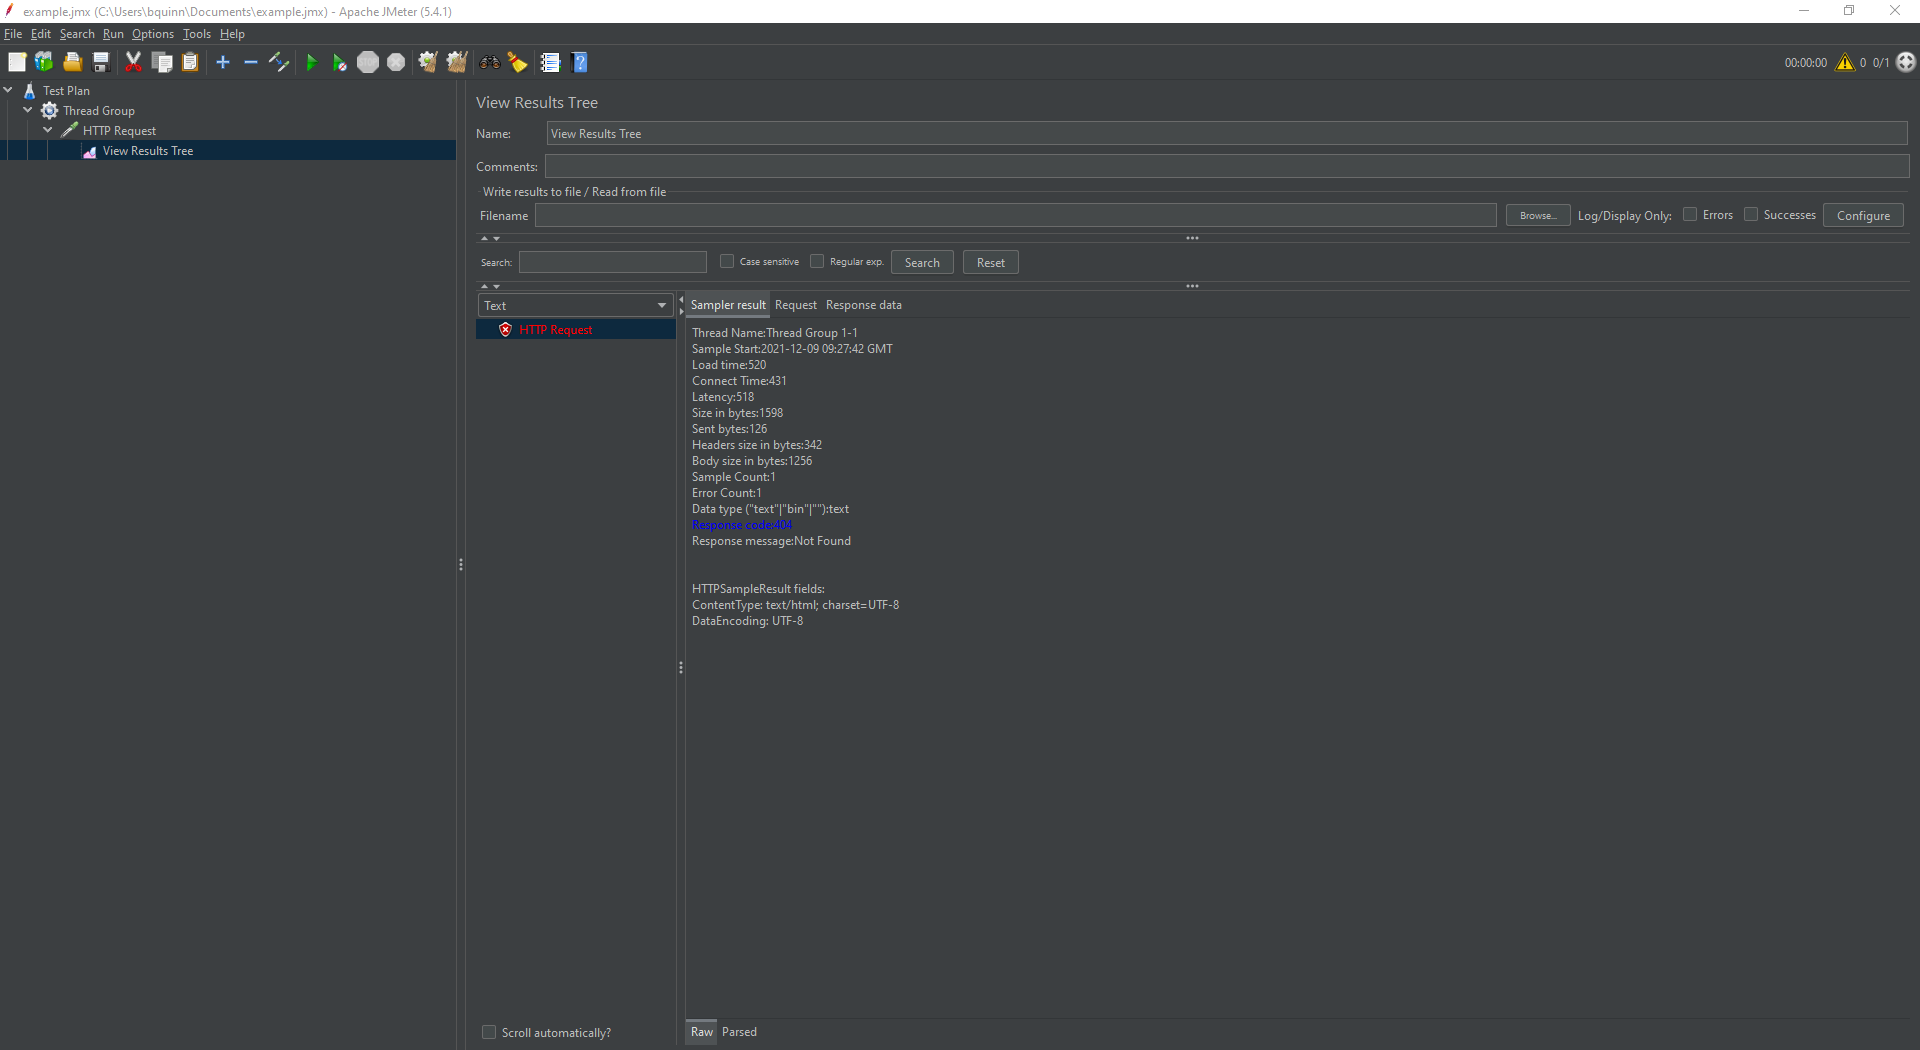 example.jmx (C:\Users\bquinn\Documents\example.jmx) - Apache JMeter (5.4.1)
File Edit Search Run Options Tools Help
00:00:00 0 0/1
Test Plan
Thread Group
HTTP Request
View Results Tree
View Results Tree
Name: View Results Tree
Comments:
Write results to file / Read from file
Filename Browse... Log/Display Only: Errors Successes Configure
Search: Case sensitive Regular exp. Search Reset
Text
HTTP Request
Sampler result Request Response data
Thread Name:Thread Group 1-1
Sample Start:2021-12-09 09:27:42 GMT
Load time:520
Connect Time:431
Latency:518
Size in bytes:1598
Sent bytes:126
Headers size in bytes:342
Body size in bytes:1256
Sample Count:1
Error Count:1
Data type ("text"|"bin"|""):text
Response code:404
Response message:Not Found
HTTPSampleResult fields:
ContentType: text/html; charset=UTF-8
DataEncoding: UTF-8
Scroll automatically?
Raw Parsed